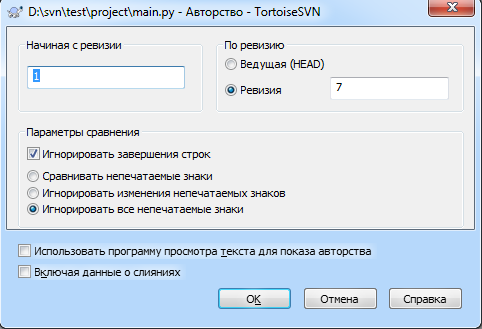 D:\svn\test\project\main.py - Авторство - TortoiseSVN
Начиная с ревизии
1
По ревизию
Ведущая (HEAD)
Ревизия
7
Параметры сравнения
Игнорировать завершения строк
Сравнивать непечатаемые знаки
Игнорировать изменения непечатаемых знаков
Игнорировать все непечатаемые знаки
Использовать программу просмотра текста для показа авторства
Включая данные о слияниях
OK
Отмена
Справка